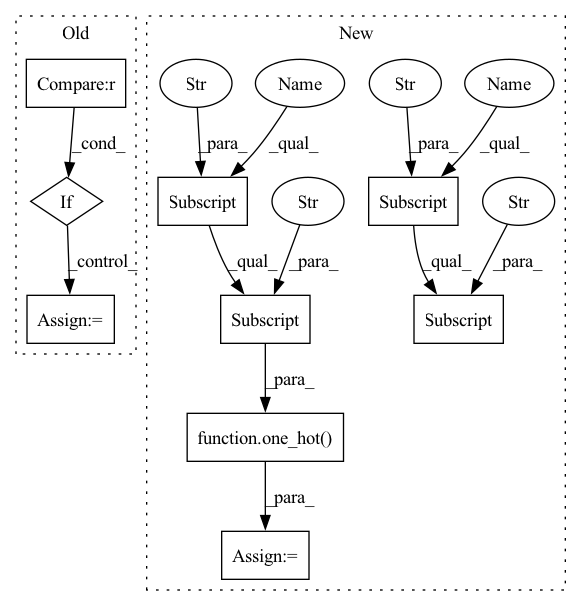 Old
New
Compare:r
Str
Name
Str
Name
_cond_
_para_
_qual_
_para_
_qual_
If
Subscript
Str
Subscript
Str
_control_
_qual_
_para_
_qual_
_para_
Assign:=
Subscript
Subscript
_para_
function.one_hot()
_para_
Assign:=